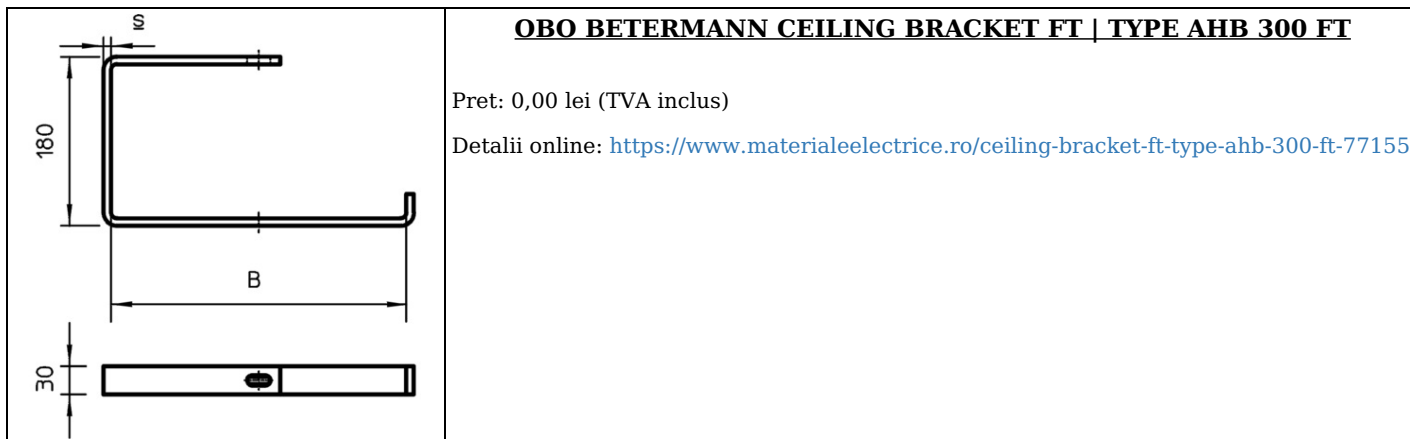 s
180
B
30
OBO BETERMANN CEILING BRACKET FT | TYPE AHB 300 FT
Pret: 0,00 lei (TVA inclus)
Detalii online: https://www.materialeelectrice.ro/ceiling-bracket-ft-type-ahb-300-ft-77155